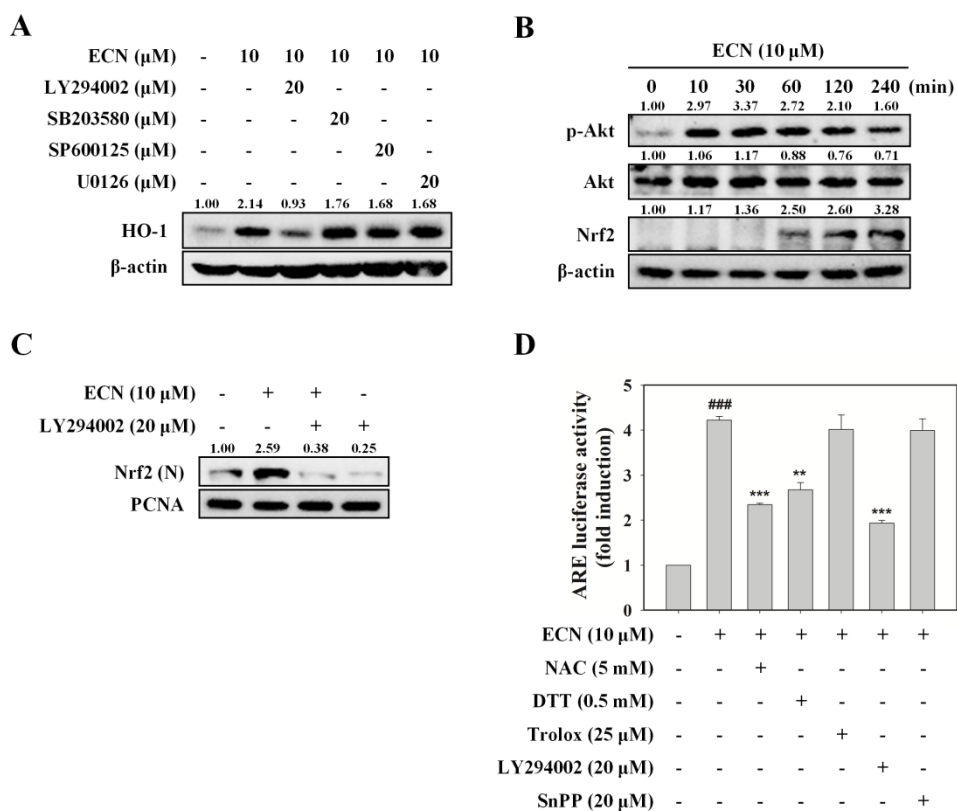 A
ECN (μM) - 10 10 10 10 10
LY294002 (μM) - - 20 - - -
SB203580 (μM) - - - 20 - -
SP600125 (μM) - - - - 20 -
U0126 (μM) - - - - - 20
1.00 2.14 0.93 1.76 1.68 1.68
HO-1
β-actin
B
ECN (10 μM)
0 10 30 60 120 240 (min)
1.00 2.97 3.37 2.72 2.10 1.60
p-Akt
1.00 1.06 1.17 0.88 0.76 0.71
Akt
1.00 1.17 1.36 2.50 2.60 3.28
Nrf2
β-actin
C
ECN (10 μM) - + + -
LY294002 (20 μM) - - + +
1.00 2.59 0.38 0.25
Nrf2 (N)
PCNA
D
ARE luciferase activity
(fold induction)
5
4
3
2
1
0
###
***
**
***
ECN (10 μM) - + + + + + +
NAC (5 mM) - - + - - - -
DTT (0.5 mM) - - - + - - -
Trolox (25 μM) - - - - + - -
LY294002 (20 μM) - - - - - + -
SnPP (20 μM) - - - - - - +